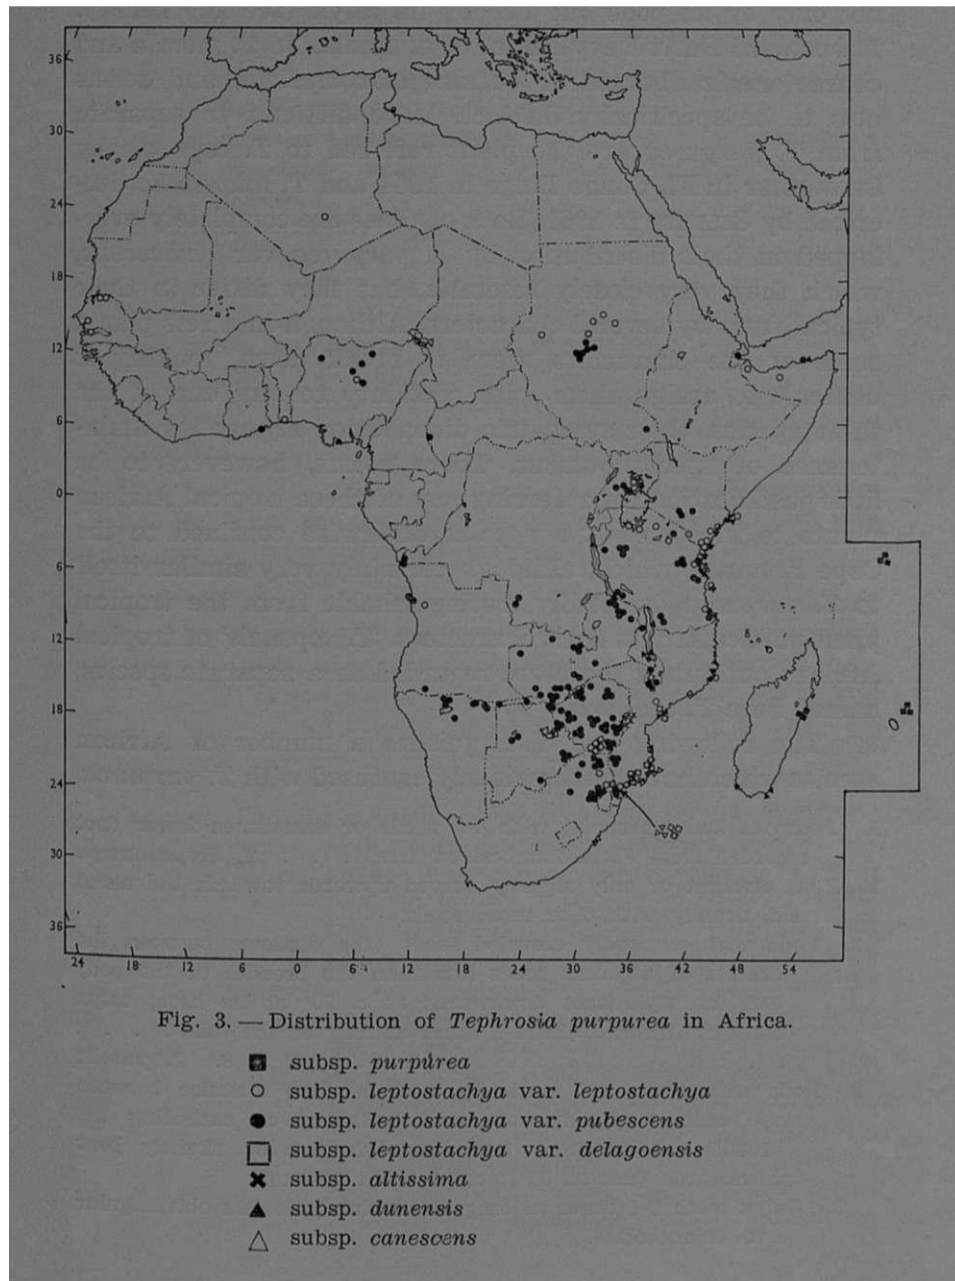 36
30
24
18
12
6
0
6
12
18
24
30
36
24 18 12 6 0 6 12 18 24 30 36 42 48 54
Fig. 3. — Distribution of Tephrosia purpurea in Africa.
subsp. purpurea
subsp. leptostachya var. leptostachya
subsp. leptostachya var. pubescens
subsp. leptostachya var. delagoensis
subsp. altissima
subsp. dunensis
subsp. canescens